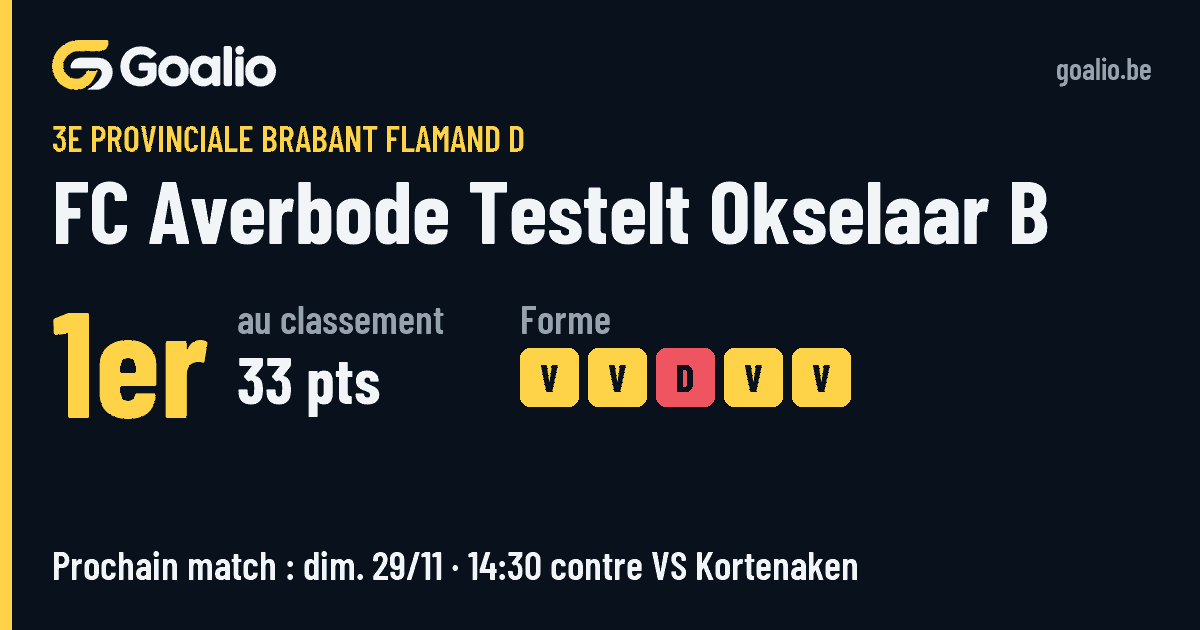 Goalio
goalio.be
3E PROVINCIALE BRABANT FLAMAND D
FC Averbode Testelt Okselaar B
1er
au classement
33 pts
Forme
V V D V V
Prochain match : dim. 29/11 · 14:30 contre VS Kortenaken